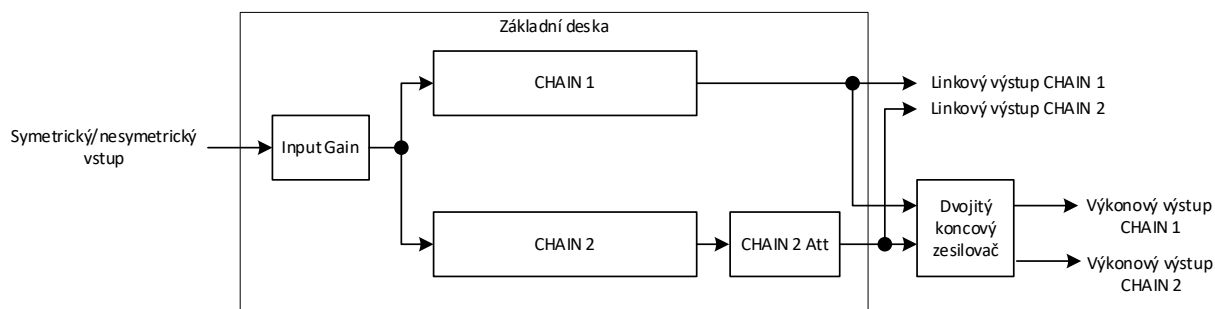 Základní deska
CHAIN 1
Linkový výstup CHAIN 1
Linkový výstup CHAIN 2
Symetrický/nesymetrický
vstup
Input Gain
CHAIN 2
CHAIN 2 Att
Dvojitý
koncový
zesilovač
Výkonový výstup
CHAIN 1
Výkonový výstup
CHAIN 2